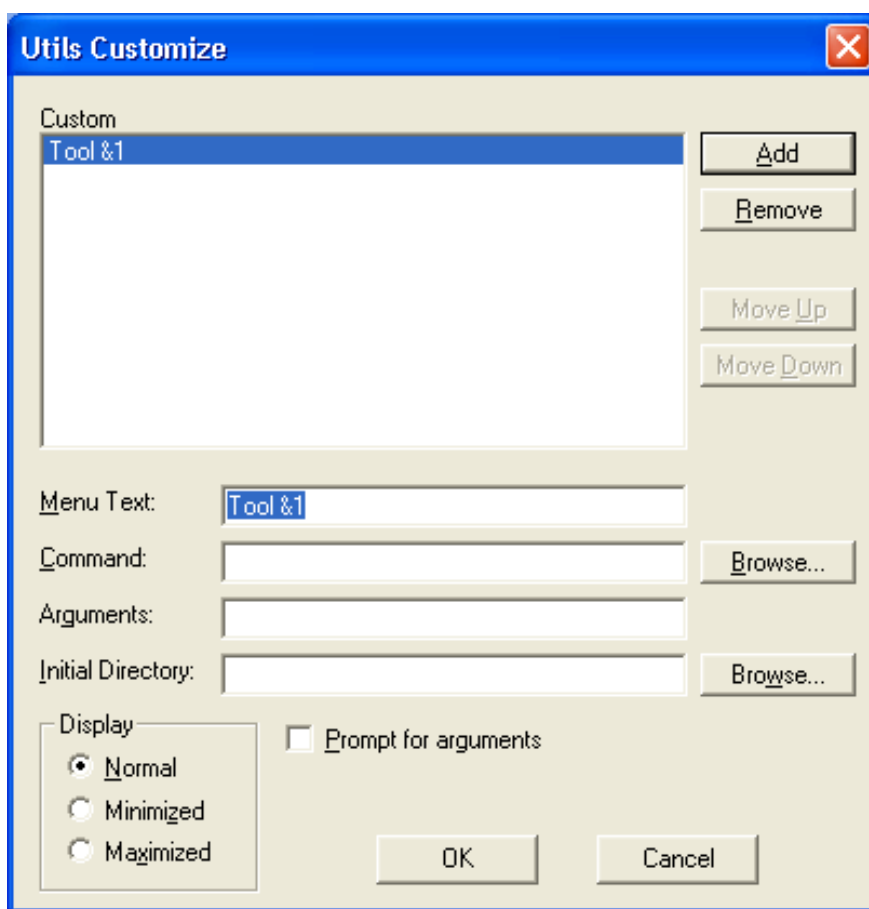 Utils Customize
Custom
Tool &1
Add
Remove
Move Up
Move Down
Menu Text: Tool &1
Command: Browse...
Arguments:
Initial Directory: Browse...
Display
Prompt for arguments
Normal
Minimized
Maximized
OK Cancel